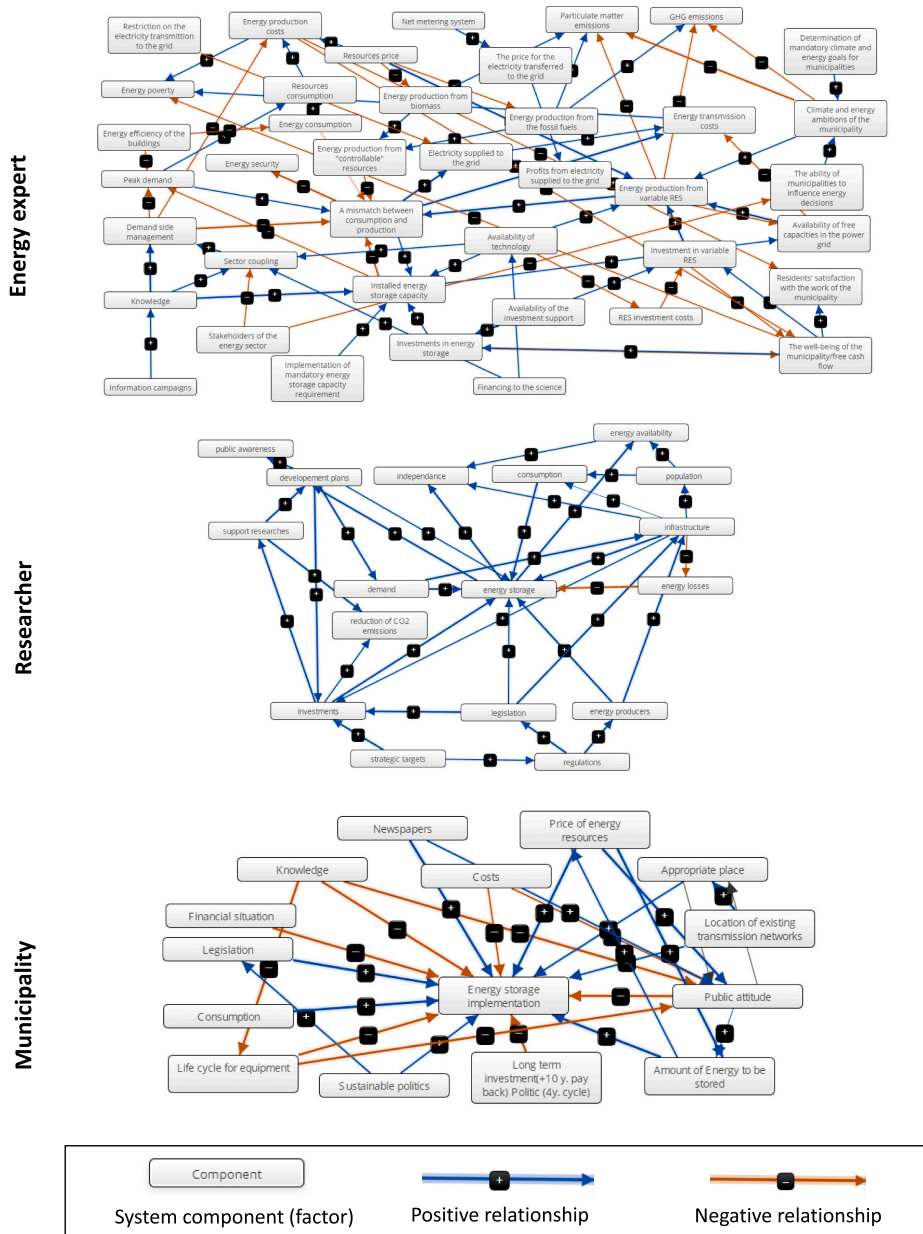 Energy expert
Restriction on the
electricity transmittion
to the grid
Energy production
costs
Net metering system
Particulate matter
emissions
GHG emissions
Determination of
mandatory climate and
energy goals for
municipalities
Resources price
The price for the
electricity transferred
to the grid
Energy poverty
Resources
consumption
Energy production from
biomass
Energy production from
the fossil fuels
Energy transmission
costs
Climate and energy
ambitions of the
municipality
Energy efficiency of the
buildings
Energy consumption
Energy security
Energy production from
"controllable"
resources
Electricity supplied to
the grid
Profits from electricity
supplied to the grid
Energy production from
variable RES
The ability of
municipalities to
influence energy
decisions
Peak demand
Demand side
management
A mismatch between
consumption and
production
Availability of free
capacities in the power
grid
Sector coupling
Availability of
technology
Investment in variable
RES
Knowledge
Installed energy
storage capacity
Residents' satisfaction
with the work of the
municipality
Availability of the
investment support
RES investment costs
Stakeholders of the
energy sector
Investments in energy
storage
The well-being of the
municipality/free cash
flow
Implementation of
mandatory energy
storage capacity
requirement
Information campaigns
Financing to the science
Researcher
public awareness
developement plans
energy availability
independance
consumption
population
support researches
infrastructure
demand
energy storage
energy losses
reduction of CO2
emissions
investments
legislation
energy producers
strategic targets
regulations
Municipality
Newspapers
Price of energy
resources
Knowledge
Costs
Appropriate place
Financial situation
Location of existing
transmission networks
Legislation
Energy storage
implementation
Public attitude
Consumption
Life cycle for equipment
Sustainable politics
Long term
investment(+10 y. pay
back) Politic (4y. cycle)
Amount of Energy to be
stored
Component
System component (factor)
Positive relationship
Negative relationship